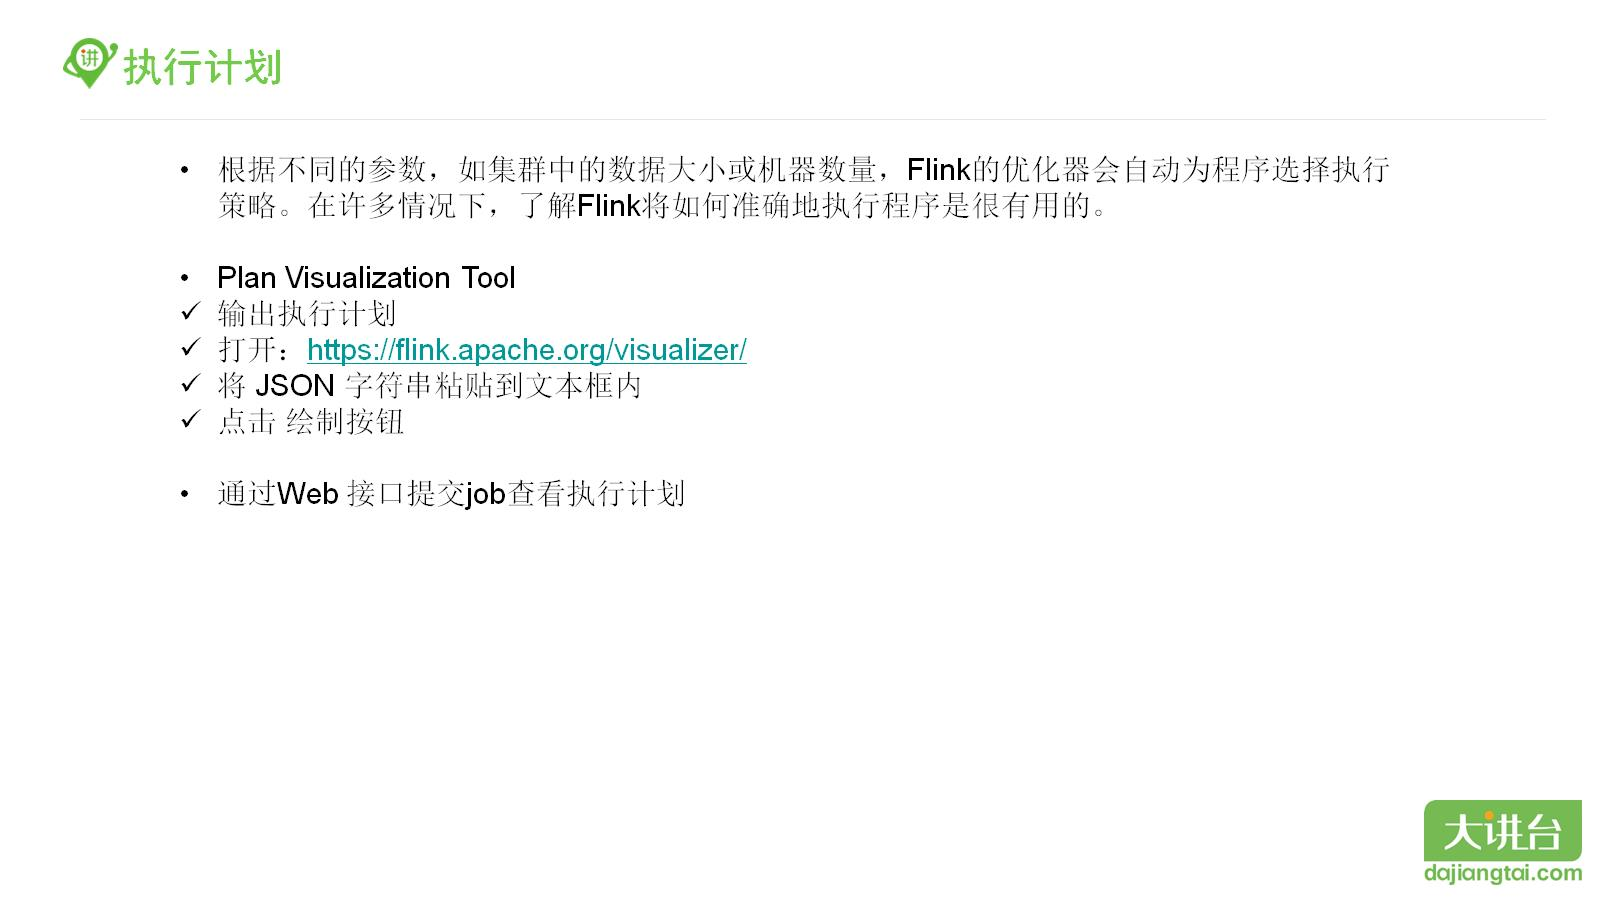 讲 执行计划
• 根据不同的参数，如集群中的数据大小或机器数量，Flink的优化器会自动为程序选择执行
策略。在许多情况下，了解Flink将如何准确地执行程序是很有用的。
• Plan Visualization Tool
✓ 输出执行计划
✓ 打开：https://flink.apache.org/visualizer/
✓ 将 JSON 字符串粘贴到文本框内
✓ 点击 绘制按钮
• 通过Web 接口提交job查看执行计划
大讲台
dajiangtai.com